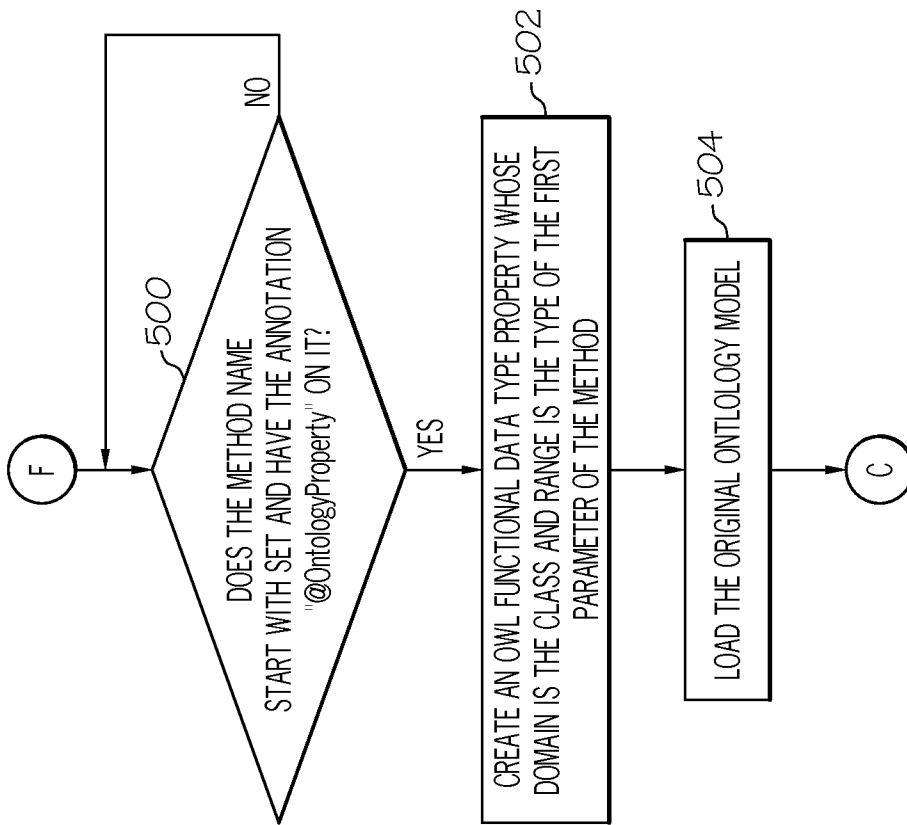 F
500
DOES THE METHOD NAME
START WITH SET AND HAVE THE ANNOTATION
"@OntologyProperty" ON IT?
NO
YES
502
CREATE AN OWL FUNCTIONAL DATA TYPE PROPERTY WHOSE
DOMAIN IS THE CLASS AND RANGE IS THE TYPE OF THE FIRST
PARAMETER OF THE METHOD
504
LOAD THE ORIGINAL ONTLOLOGY MODEL
C